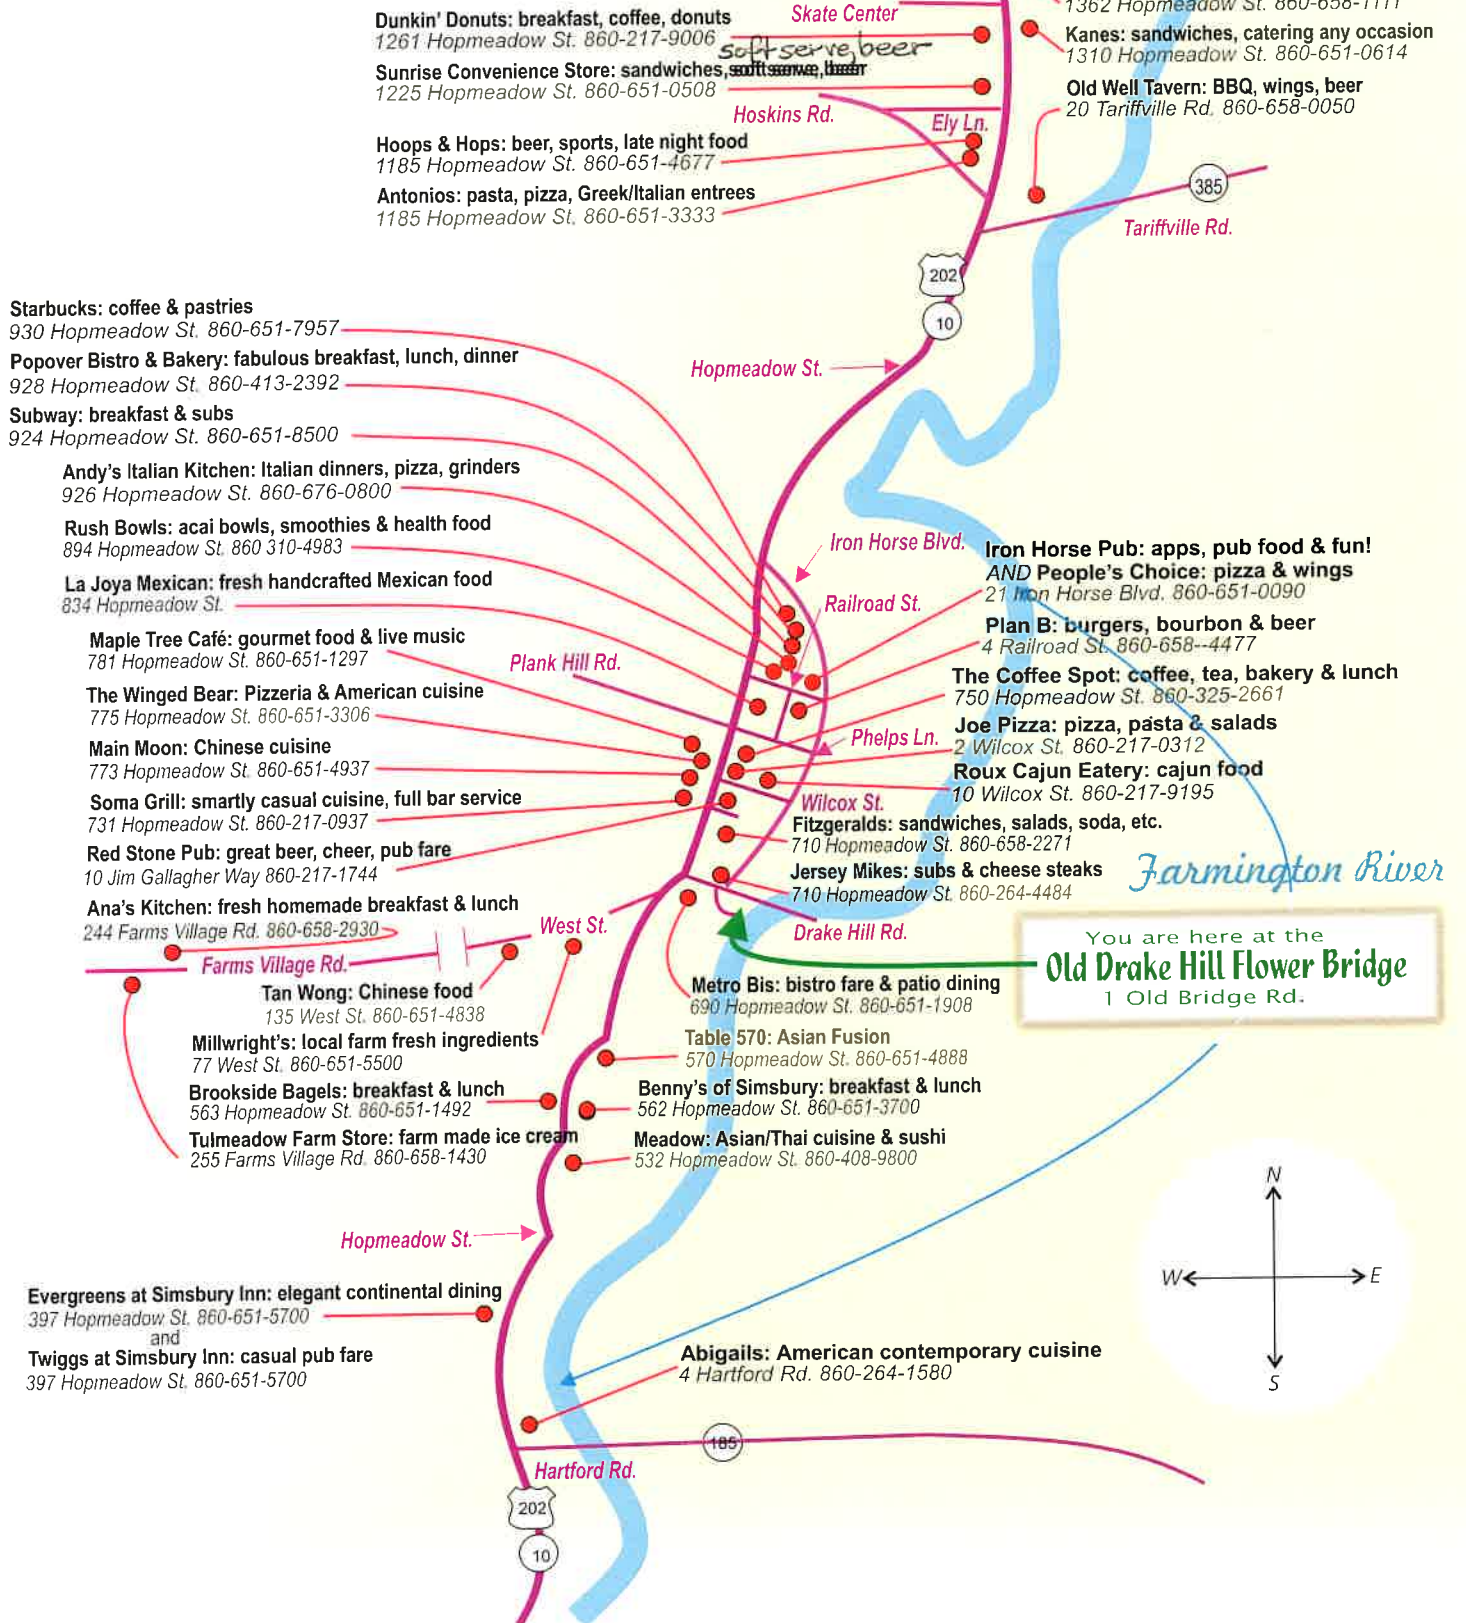 Skate Center
1362 Hopmeadow St. 860-658-1111
Dunkin' Donuts: breakfast, coffee, donuts
1261 Hopmeadow St. 860-217-9006
Kanes: sandwiches, catering any occasion
1310 Hopmeadow St. 860-651-0614
soft serve, beer
Sunrise Convenience Store: sandwiches, soft serve, beer
1225 Hopmeadow St. 860-651-0508
Old Well Tavern: BBQ, wings, beer
20 Tariffville Rd. 860-658-0050
Hoskins Rd.
Ely Ln.
Hoops & Hops: beer, sports, late night food
1185 Hopmeadow St. 860-651-4677
Antonios: pasta, pizza, Greek/Italian entrees
1185 Hopmeadow St. 860-651-3333
385
Tariffville Rd.
202
10
Starbucks: coffee & pastries
930 Hopmeadow St. 860-651-7957
Popover Bistro & Bakery: fabulous breakfast, lunch, dinner
928 Hopmeadow St. 860-413-2392
Hopmeadow St.
Subway: breakfast & subs
924 Hopmeadow St. 860-651-8500
Andy's Italian Kitchen: Italian dinners, pizza, grinders
926 Hopmeadow St. 860-676-0800
Rush Bowls: acai bowls, smoothies & health food
894 Hopmeadow St. 860 310-4983
La Joya Mexican: fresh handcrafted Mexican food
834 Hopmeadow St.
Maple Tree Café: gourmet food & live music
781 Hopmeadow St. 860-651-1297
The Winged Bear: Pizzeria & American cuisine
775 Hopmeadow St. 860-651-3306
Main Moon: Chinese cuisine
773 Hopmeadow St. 860-651-4937
Soma Grill: smartly casual cuisine, full bar service
731 Hopmeadow St. 860-217-0937
Red Stone Pub: great beer, cheer, pub fare
10 Jim Gallagher Way 860-217-1744
Ana's Kitchen: fresh homemade breakfast & lunch
244 Farms Village Rd. 860-658-2930
Iron Horse Blvd.
Railroad St.
Plank Hill Rd.
Phelps Ln.
Wilcox St.
Iron Horse Pub: apps, pub food & fun!
AND People's Choice: pizza & wings
21 Iron Horse Blvd. 860-651-0090
Plan B: burgers, bourbon & beer
4 Railroad St. 860-658--4477
The Coffee Spot: coffee, tea, bakery & lunch
750 Hopmeadow St. 860-325-2661
Joe Pizza: pizza, pasta & salads
2 Wilcox St. 860-217-0312
Roux Cajun Eatery: cajun food
10 Wilcox St. 860-217-9195
Fitzgeralds: sandwiches, salads, soda, etc.
710 Hopmeadow St. 860-658-2271
Jersey Mikes: subs & cheese steaks
710 Hopmeadow St. 860-264-4484
Farmington River
West St.
Drake Hill Rd.
Farms Village Rd.
You are here at the
Old Drake Hill Flower Bridge
1 Old Bridge Rd.
Tan Wong: Chinese food
135 West St. 860-651-4838
Metro Bis: bistro fare & patio dining
690 Hopmeadow St. 860-651-1908
Millwright's: local farm fresh ingredients
77 West St. 860-651-5500
Table 570: Asian Fusion
570 Hopmeadow St. 860-651-4888
Brookside Bagels: breakfast & lunch
563 Hopmeadow St. 860-651-1492
Benny's of Simsbury: breakfast & lunch
562 Hopmeadow St. 860-651-3700
Tulmeadow Farm Store: farm made ice cream
255 Farms Village Rd. 860-658-1430
Meadow: Asian/Thai cuisine & sushi
532 Hopmeadow St. 860-408-9800
Hopmeadow St.
N
W
E
S
Evergreens at Simsbury Inn: elegant continental dining
397 Hopmeadow St. 860-651-5700
and
Twiggs at Simsbury Inn: casual pub fare
397 Hopmeadow St. 860-651-5700
Abigails: American contemporary cuisine
4 Hartford Rd. 860-264-1580
185
Hartford Rd.
202
10